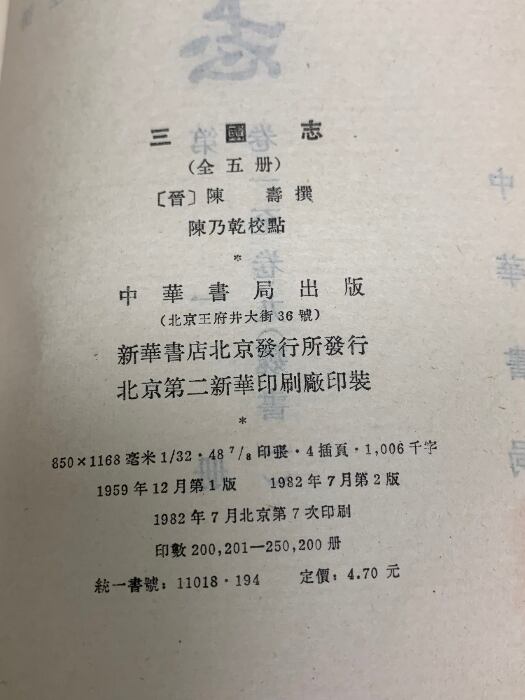 三國志
(全五册)
〔晉〕陳壽撰
陳乃乾校點
*
中華書局出版
(北京王府井大街36號)
新華書店北京發行所發行
北京第二新華印刷廠印裝
*
850×1168毫米1/32·48 7/8印張·4插頁·1,006千字
1959年12月第1版 1982年7月第2版
1982年7月北京第7次印刷
印數200,201—250,200册
統一書號：11018·194 定價：4.70元